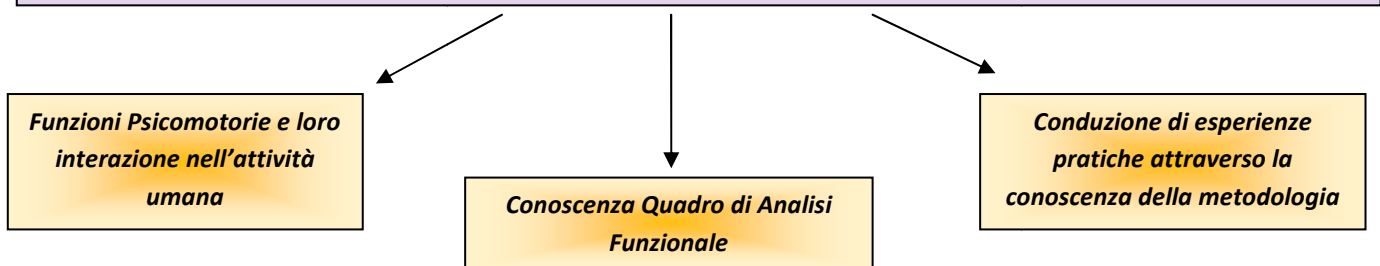 Funzioni Psicomotorie e loro
interazione nell’attività
umana
Conoscenza Quadro di Analisi
Funzionale
Conduzione di esperienze
pratiche attraverso la
conoscenza della metodologia